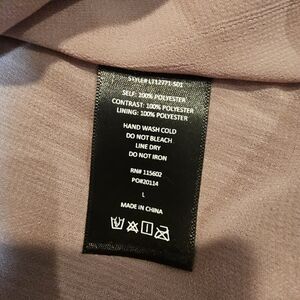 STYLE# LT12771-S01
SELF: 100% POLYESTER
CONTRAST: 100% POLYESTER
LINING: 100% POLYESTER
HAND WASH COLD
DO NOT BLEACH
LINE DRY
DO NOT IRON
RN# 115602
PO#20114
L
MADE IN CHINA